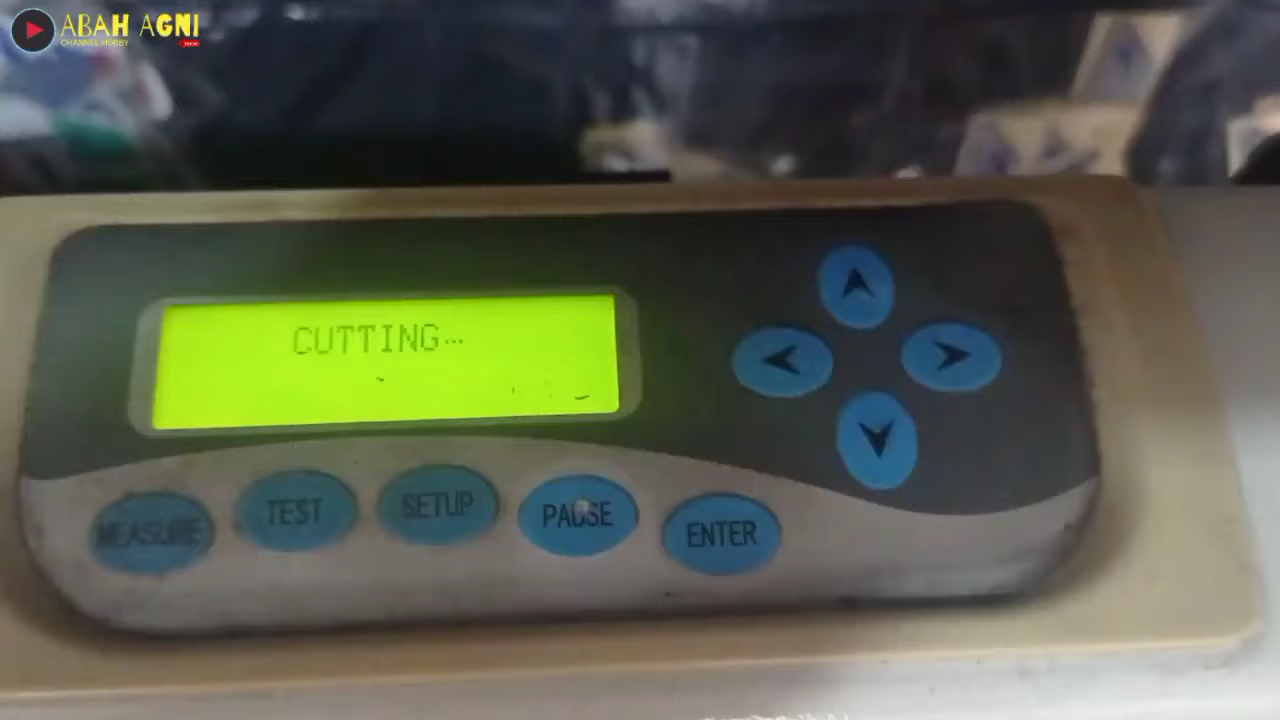 ABAH AGNI
CHANNEL HOBBY
CUTTING...
MEASURE
TEST
SETUP
PAUSE
ENTER